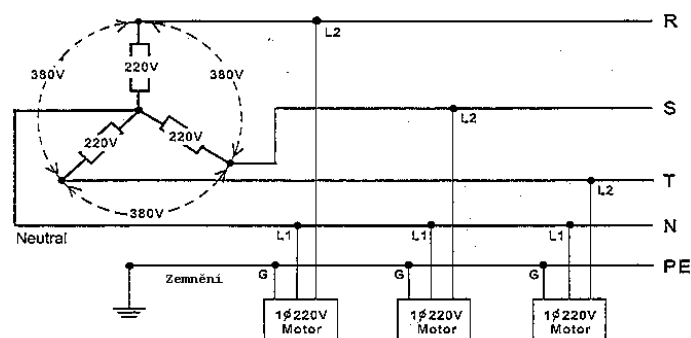 R
L2
380V
220V
380V
S
L2
220V
220V
T
L2
380V
N
Neutral
L1
L1
L1
PE
Zemnění
G
G
G
1φ220V
Motor
1φ220V
Motor
1φ220V
Motor